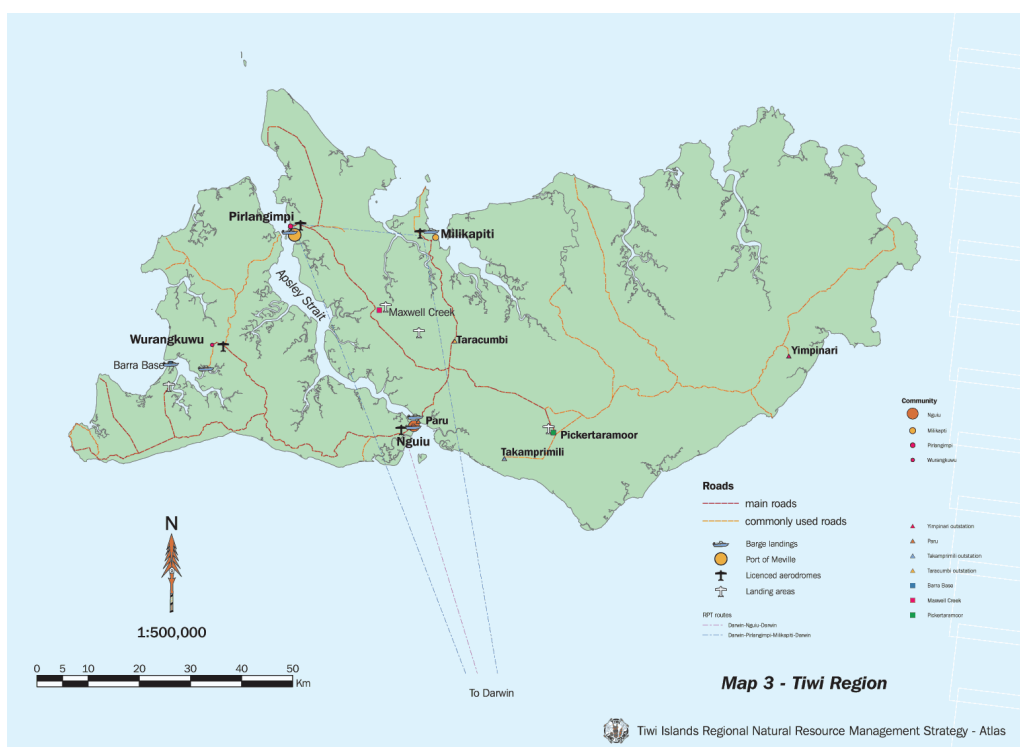 Pirlangimpi
Milikapiti
Apsley Strait
Maxwell Creek
Wurangkuwu
Taracumbi
Barra Base
Yimpinari
Paru
Nguiu
Pickertaramoor
Takamprimili
Community
Nguiu
Milikapti
Pirlangimpi
Wurangkuwu
Roads
main roads
commonly used roads
Barge landings
Port of Meville
Licenced aerodromes
Landing areas
RPT routes
Darwin-Nguiu-Darwin
Darwin-Pirlangimpi-Milikapiti-Darwin
Yimpinari outstation
Paru
Takamprimili outstation
Taracumbi outstation
Barra Base
Maxwell Creek
Pickertaramoor
N
1:500,000
0 5 10 20 30 40 50
Km
To Darwin
Map 3 - Tiwi Region
Tiwi Islands Regional Natural Resource Management Strategy - Atlas